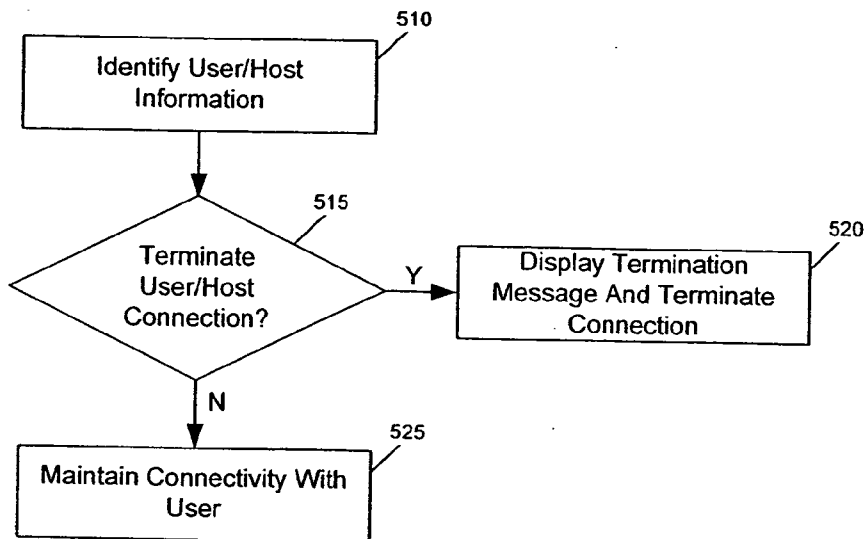 510
Identify User/Host
Information
515
Terminate
User/Host
Connection?
Y
520
Display Termination
Message And Terminate
Connection
N
525
Maintain Connectivity With
User